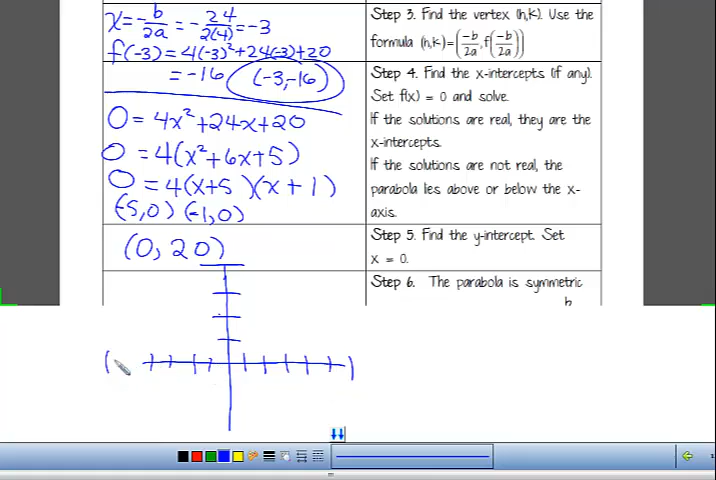 x = -b/2a = -24/2(4) = -3
f(-3) = 4(-3)²+24(-3)+20
= -16 (-3,-16)
0 = 4x²+24x+20
0 = 4(x²+6x+5)
0 = 4(x+5)(x+1)
(-5,0) (-1,0)
(0,20)
Step 3. Find the vertex (h,k). Use the
formula (h,k)=(-b/2a, f(-b/2a))
Step 4. Find the x-intercepts (if any).
Set f(x) = 0 and solve.
If the solutions are real, they are the
x-intercepts.
If the solutions are not real, the
parabola lies above or below the x-
axis.
Step 5. Find the y-intercept. Set
x = 0.
Step 6. The parabola is symmetric
b